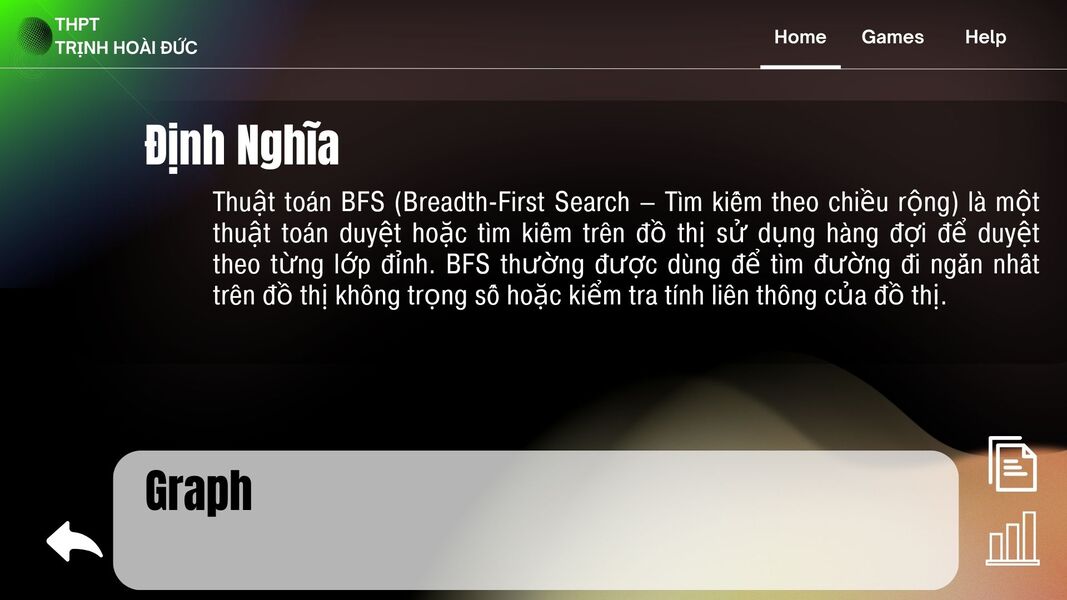 THPT
TRỊNH HOÀI ĐỨC
Home Games Help
Định Nghĩa
Thuật toán BFS (Breadth-First Search – Tìm kiếm theo chiều rộng) là một
thuật toán duyệt hoặc tìm kiếm trên đồ thị sử dụng hàng đợi để duyệt
theo từng lớp đỉnh. BFS thường được dùng để tìm đường đi ngắn nhất
trên đồ thị không trọng số hoặc kiểm tra tính liên thông của đồ thị.
Graph